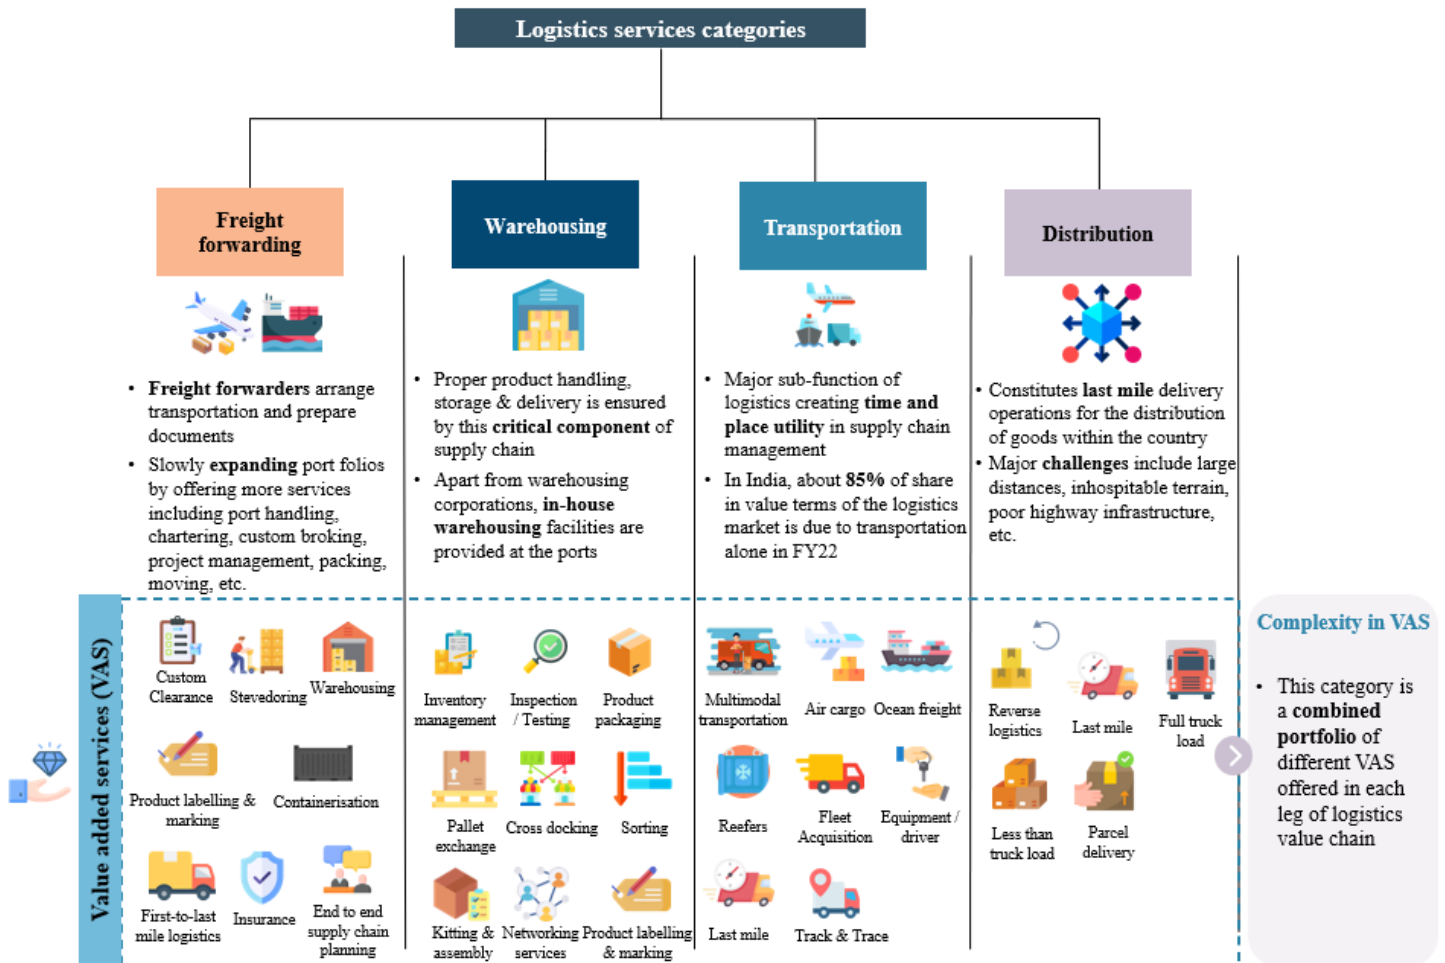 Logistics services categories
Freight
forwarding
Warehousing
Transportation
Distribution
• Freight forwarders arrange
transportation and prepare
documents
• Slowly expanding port folios
by offering more services
including port handling,
chartering, custom broking,
project management, packing,
moving, etc.
• Proper product handling,
storage & delivery is ensured
by this critical component of
supply chain
• Apart from warehousing
corporations, in-house
warehousing facilities are
provided at the ports
• Major sub-function of
logistics creating time and
place utility in supply chain
management
• In India, about 85% of share
in value terms of the logistics
market is due to transportation
alone in FY22
• Constitutes last mile delivery
operations for the distribution
of goods within the country
• Major challenges include large
distances, inhospitable terrain,
poor highway infrastructure,
etc.
Value added services (VAS)
Custom
Clearance
Stevedoring
Warehousing
Product labelling &
marking
Containerisation
First-to-last
mile logistics
Insurance
End to end
supply chain
planning
Inventory
management
Inspection
/ Testing
Product
packaging
Pallet
exchange
Cross docking
Sorting
Kitting &
assembly
Networking
services
Product labelling
& marking
Multimodal
transportation
Air cargo
Ocean freight
Reefers
Fleet
Acquisition
Equipment /
driver
Last mile
Track & Trace
Reverse
logistics
Last mile
Full truck
load
Less than
truck load
Parcel
delivery
Complexity in VAS
• This category is
a combined
portfolio of
different VAS
offered in each
leg of logistics
value chain